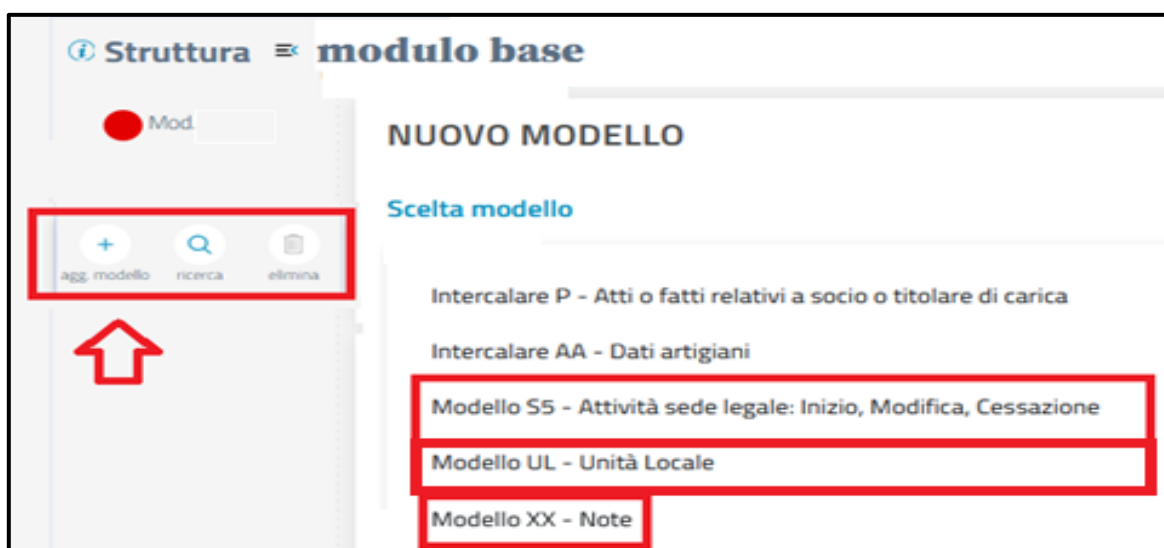 Struttura modulo base
Mod.
NUOVO MODELLO
Scelta modello
agg. modello ricerca elimina
Intercalare P - Atti o fatti relativi a socio o titolare di carica
Intercalare AA - Dati artigiani
Modello S5 - Attività sede legale: Inizio, Modifica, Cessazione
Modello UL - Unità Locale
Modello XX - Note